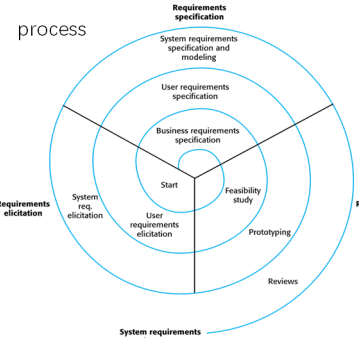 Requirements
specification
process
System requirements
specification and
modeling
User requirements
specification
Business requirements
specification
Start
Feasibility
study
Requirements
elicitation
System
req.
elicitation
User
requirements
elicitation
R
Prototyping
Reviews
System requirements